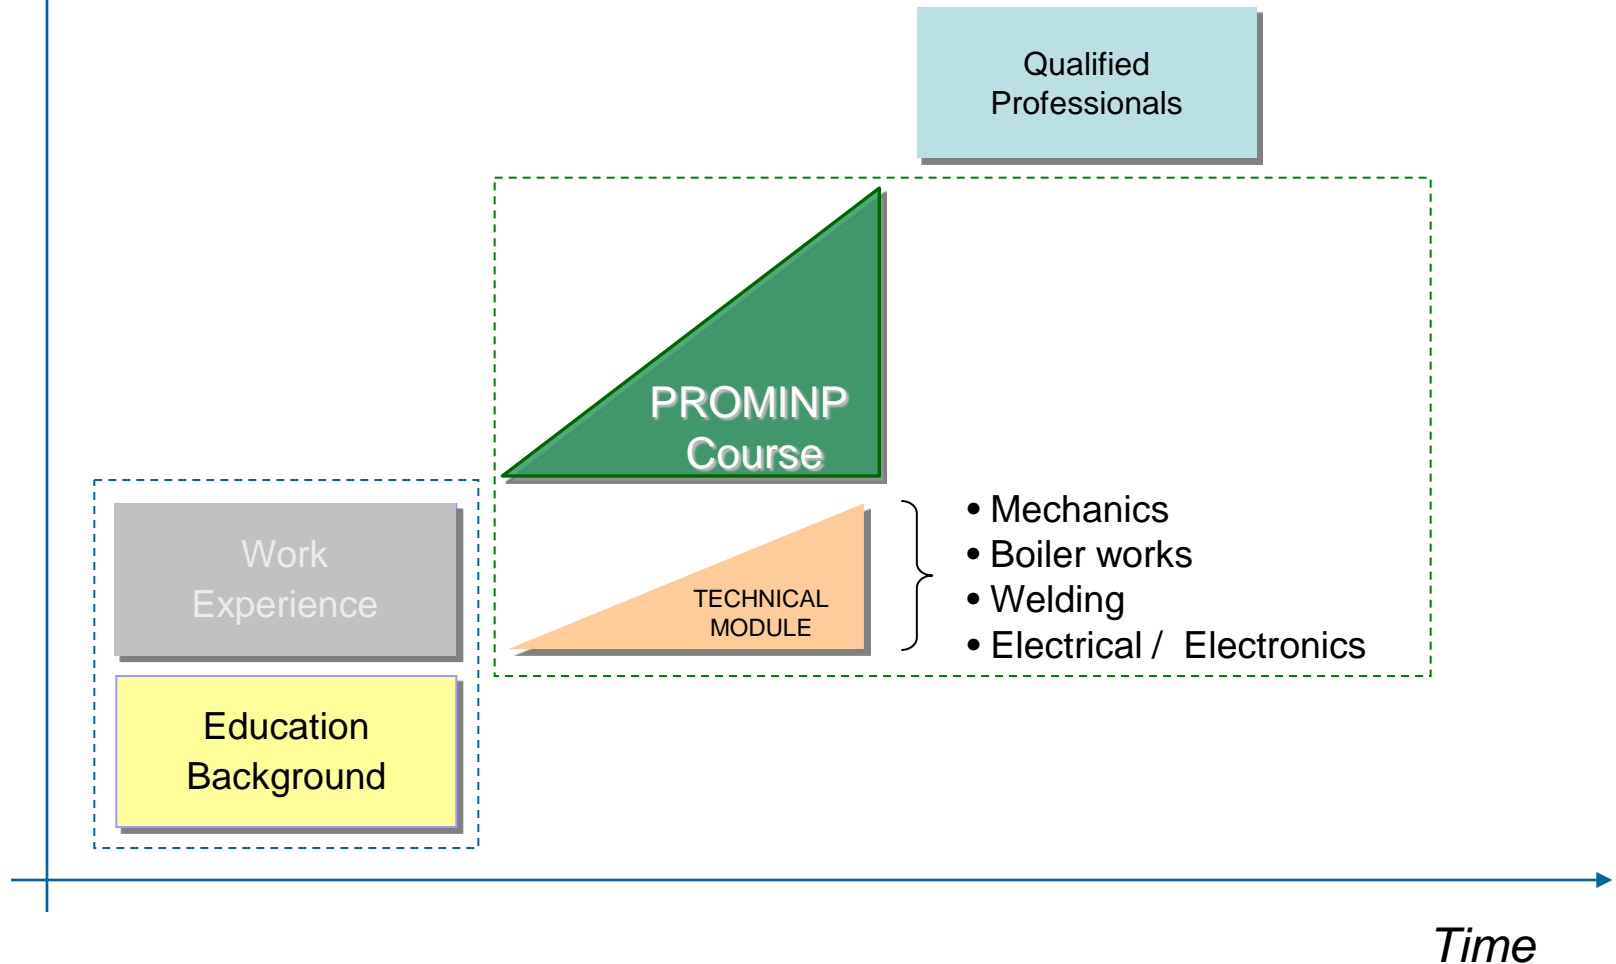 Qualified
Professionals
PROMINP
Course
Work
Experience
TECHNICAL
MODULE
• Mechanics
• Boiler works
• Welding
• Electrical / Electronics
Education
Background
Time